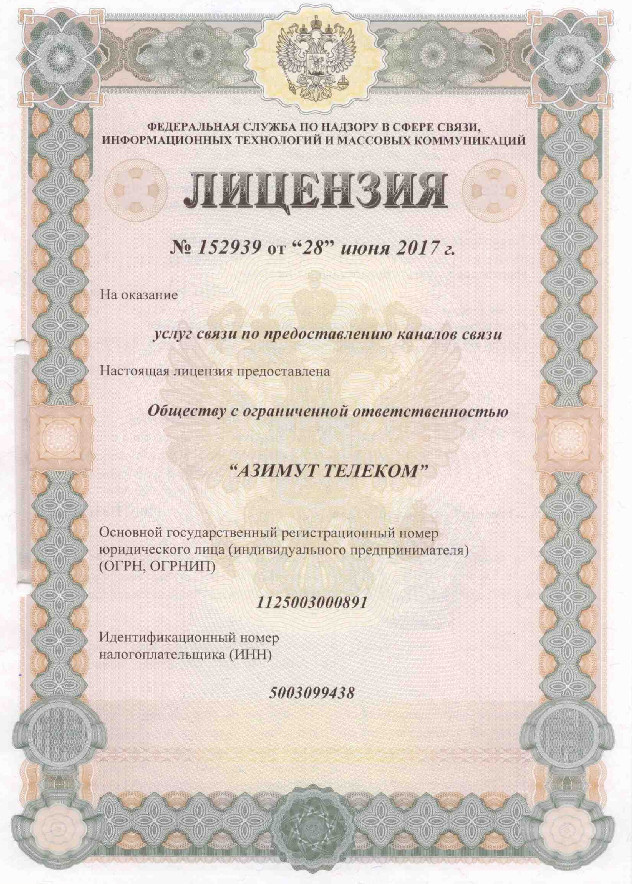 ФЕДЕРАЛЬНАЯ СЛУЖБА ПО НАДЗОРУ В СФЕРЕ СВЯЗИ,
ИНФОРМАЦИОННЫХ ТЕХНОЛОГИЙ И МАССОВЫХ КОММУНИКАЦИЙ
ЛИЦЕНЗИЯ
№ 152939 от “28” июня 2017 г.
На оказание
услуг связи по предоставлению каналов связи
Настоящая лицензия предоставлена
Обществу с ограниченной ответственностью
“АЗИМУТ ТЕЛЕКОМ”
Основной государственный регистрационный номер
юридического лица (индивидуального предпринимателя)
(ОГРН, ОГРНИП)
1125003000891
Идентификационный номер
налогоплательщика (ИНН)
5003099438